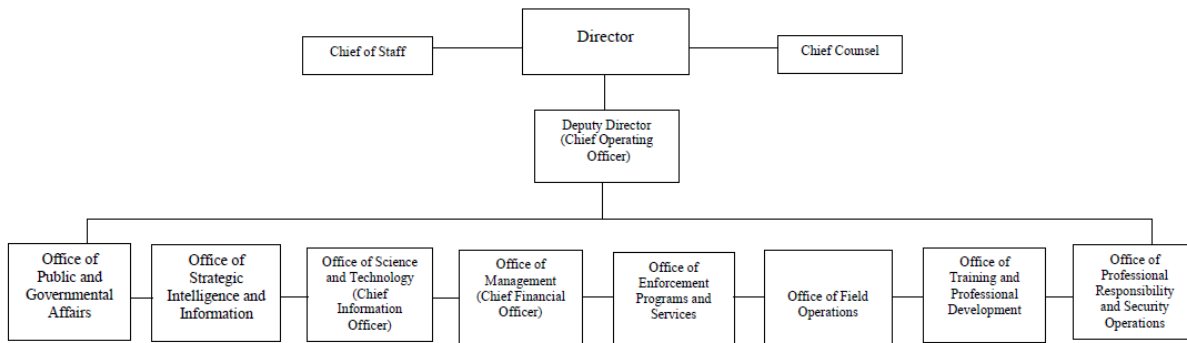 Director
Chief of Staff
Chief Counsel
Deputy Director
(Chief Operating
Officer)
Office of
Public and
Governmental
Affairs
Office of
Strategic
Intelligence and
Information
Office of Science
and Technology
(Chief
Information
Officer)
Office of
Management
(Chief Financial
Officer)
Office of
Enforcement
Programs and
Services
Office of Field
Operations
Office of
Training and
Professional
Development
Office of
Professional
Responsibility
and Security
Operations